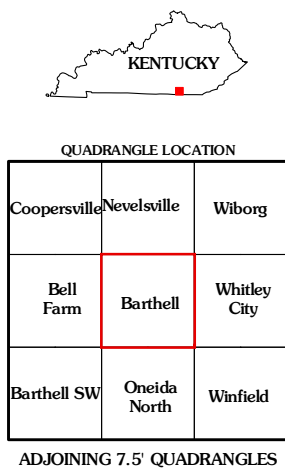 KENTUCKY
QUADRANGLE LOCATION
Coopersville Nevelsville Wiborg
Bell Farm
Barthell
Whitley City
Barthell SW
Oneida North
Winfield
ADJOINING 7.5' QUADRANGLES